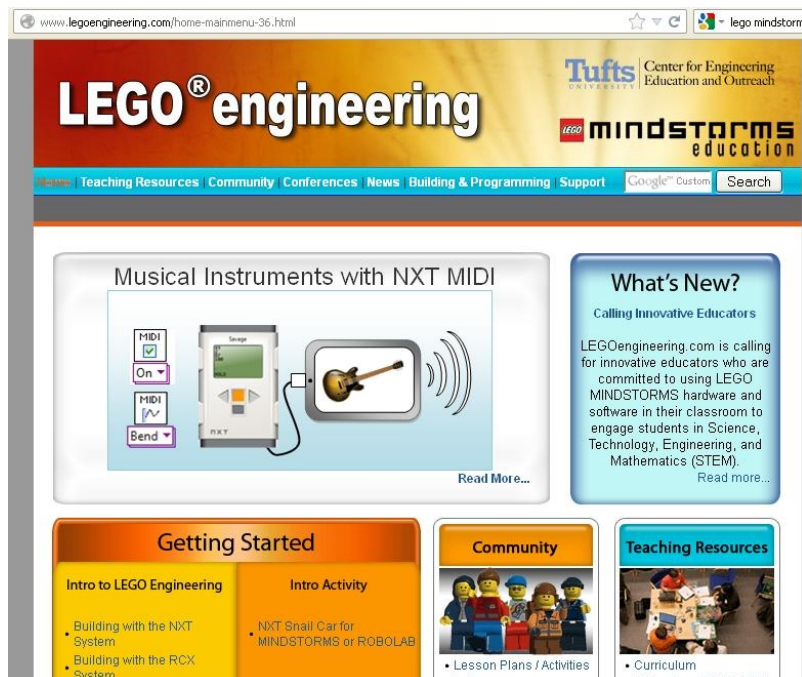 www.legoengineering.com/home-mainmenu-36.html
lego mindstorm
LEGO® engineering
Tufts
UNIVERSITY
Center for Engineering
Education and Outreach
LEGO mindstorms
education
Teaching Resources | Community | Conferences | News | Building & Programming | Support
Google™ Custom
Search
Musical Instruments with NXT MIDI
MIDI
On
MIDI
Bend
Savage
NXT
Read More...
What's New?
Calling Innovative Educators
LEGOengineering.com is calling
for innovative educators who are
committed to using LEGO
MINDSTORMS hardware and
software in their classroom to
engage students in Science,
Technology, Engineering, and
Mathematics (STEM).
Read more...
Getting Started
Intro to LEGO Engineering
• Building with the NXT
System
• Building with the RCX
System
Intro Activity
• NXT Snail Car for
MINDSTORMS or ROBOLAB
Community
• Lesson Plans / Activities
Teaching Resources
• Curriculum